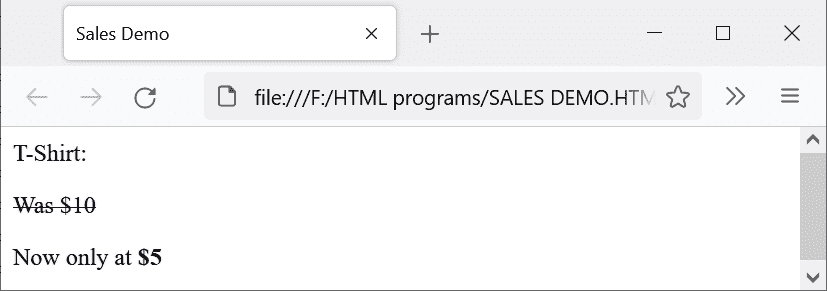 Sales Demo
file:///F:/HTML programs/SALES DEMO.HTM
T-Shirt:
Was $10
Now only at $5